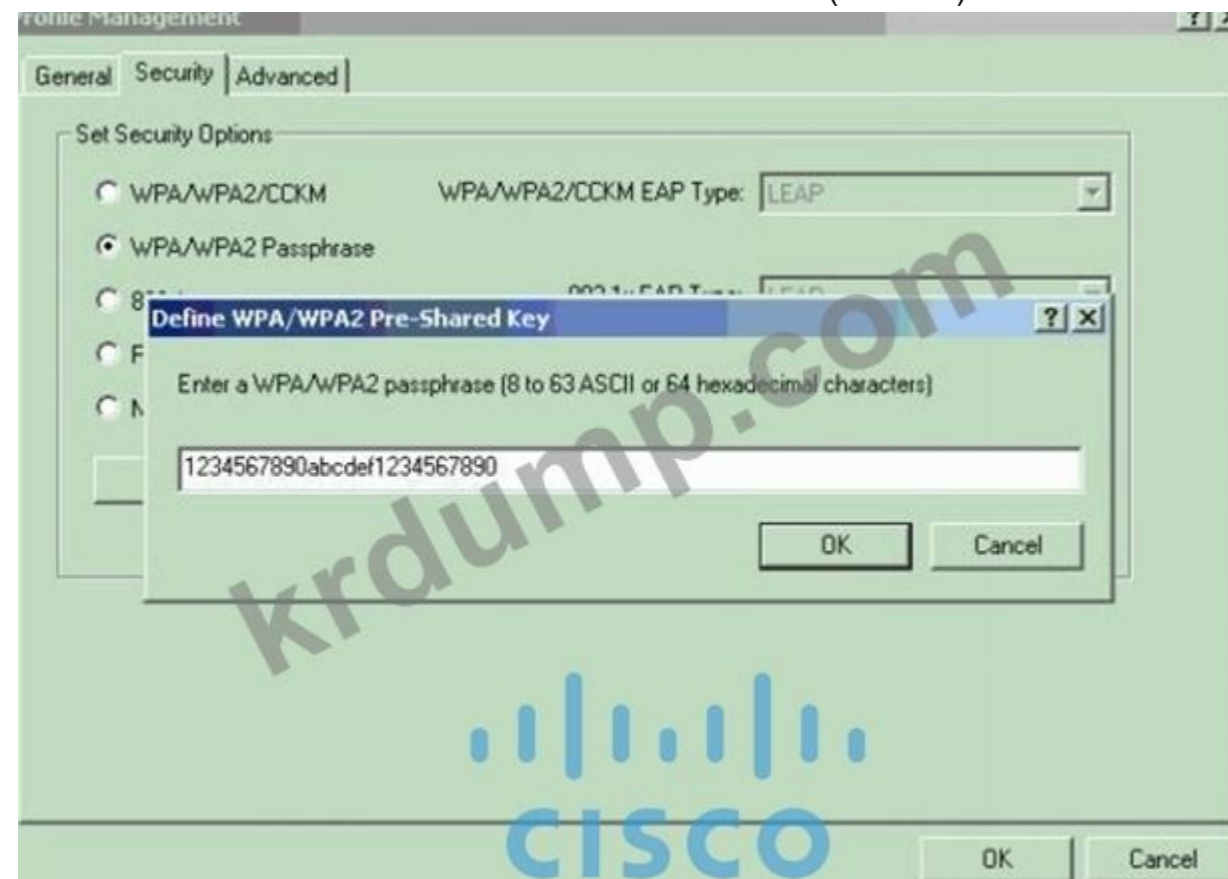 Profile Management
General Security Advanced
Set Security Options
WPA/WPA2/CCKM WPA/WPA2/CCKM EAP Type: LEAP
WPA/WPA2 Passphrase
Define WPA/WPA2 Pre-Shared Key
Enter a WPA/WPA2 passphrase (8 to 63 ASCII or 64 hexadecimal characters)
1234567890abcdef1234567890
OK Cancel
krdump.com
CISCO
OK Cancel